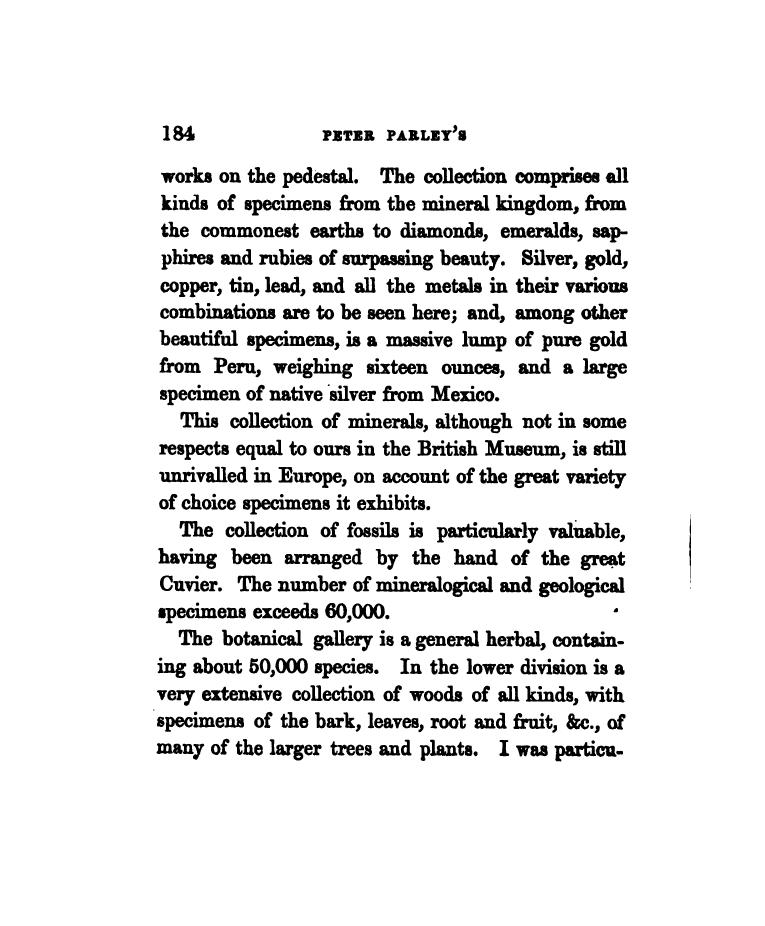 184 PETER PARLEY'S
works on the pedestal. The collection comprises all
kinds of specimens from the mineral kingdom, from
the commonest earths to diamonds, emeralds, sap-
phires and rubies of surpassing beauty. Silver, gold,
copper, tin, lead, and all the metals in their various
combinations are to be seen here; and, among other
beautiful specimens, is a massive lump of pure gold
from Peru, weighing sixteen ounces, and a large
specimen of native silver from Mexico.
This collection of minerals, although not in some
respects equal to ours in the British Museum, is still
unrivalled in Europe, on account of the great variety
of choice specimens it exhibits.
The collection of fossils is particularly valuable,
having been arranged by the hand of the great
Cuvier. The number of mineralogical and geological
specimens exceeds 60,000.
The botanical gallery is a general herbal, contain-
ing about 50,000 species. In the lower division is a
very extensive collection of woods of all kinds, with
specimens of the bark, leaves, root and fruit, &c., of
many of the larger trees and plants. I was particu-